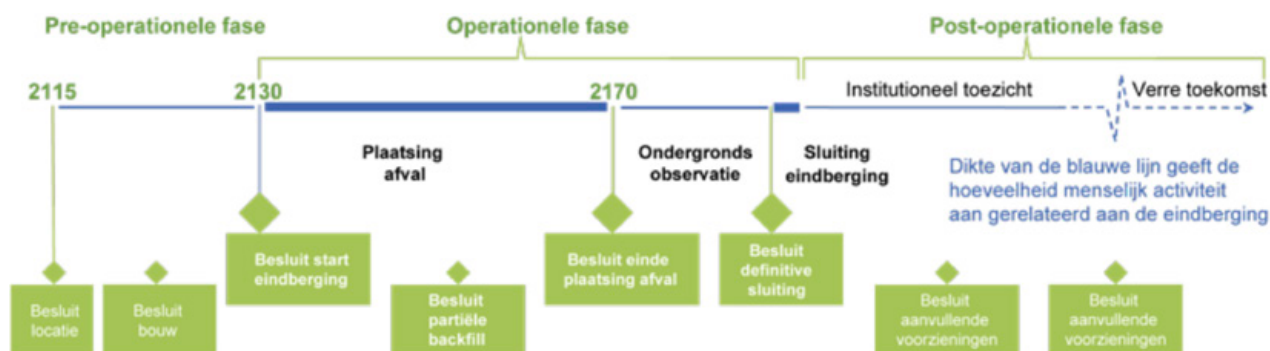 Pre-operationele fase
Operationele fase
Post-operationele fase
2115
2130
2170
Institutioneel toezicht
Verre toekomst
Plaatsing
afval
Ondergronds
observatie
Sluiting
eindberging
Dikte van de blauwe lijn geeft de
hoeveelheid menselijk activiteit
aan gerelateerd aan de eindberging
Besluit
locatie
Besluit
bouw
Besluit start
eindberging
Besluit
partiële
backfill
Besluit einde
plaatsing afval
Besluit
definitive
sluiting
Besluit
aanvullende
voorzieningen
Besluit
aanvullende
voorzieningen